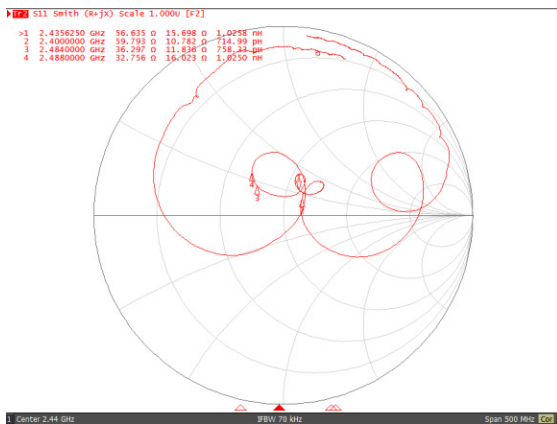 Tr2 S11 Smith (R+jX) Scale 1.000U [F2]
>1 2.4356250 GHz 56.635 Ω 15.698 Ω 1.0258 nH
2 2.4000000 GHz 59.793 Ω 10.782 Ω 714.99 pH
3 2.4840000 GHz 36.297 Ω 11.836 Ω 758.33 pH
4 2.4880000 GHz 32.756 Ω 16.023 Ω 1.0250 nH
4
3
1 Center 2.44 GHz IFBW 70 kHz Span 500 MHz Cor